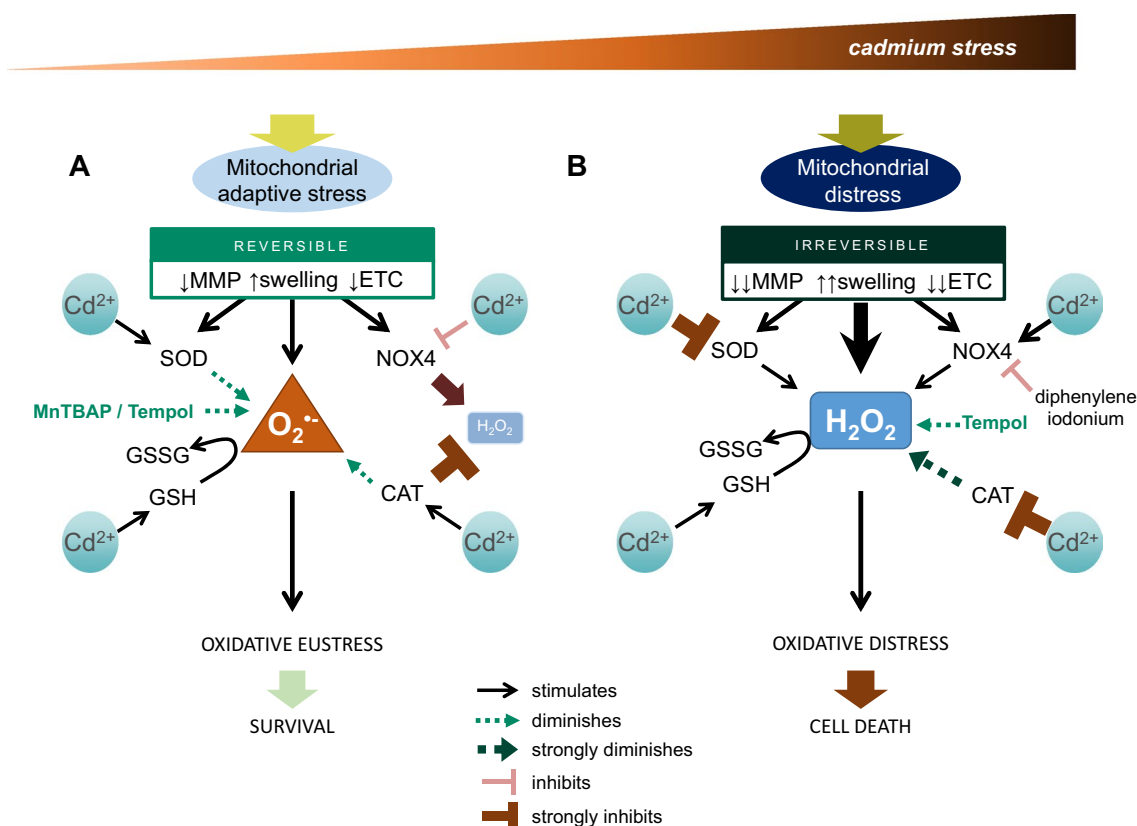 cadmium stress
A
Mitochondrial
adaptive stress
REVERSIBLE
↓MMP ↑swelling ↓ETC
Cd²⁺
Cd²⁺
SOD
NOX4
MnTBAP / Tempol
O₂•-
H₂O₂
GSSG
GSH
CAT
Cd²⁺
Cd²⁺
OXIDATIVE EUSTRESS
SURVIVAL
B
Mitochondrial
distress
IRREVERSIBLE
↓↓MMP ↑↑swelling ↓↓ETC
Cd²⁺
Cd²⁺
SOD
NOX4
diphenylene
iodonium
H₂O₂
Tempol
GSSG
GSH
CAT
Cd²⁺
Cd²⁺
OXIDATIVE DISTRESS
CELL DEATH
stimulates
diminishes
strongly diminishes
inhibits
strongly inhibits